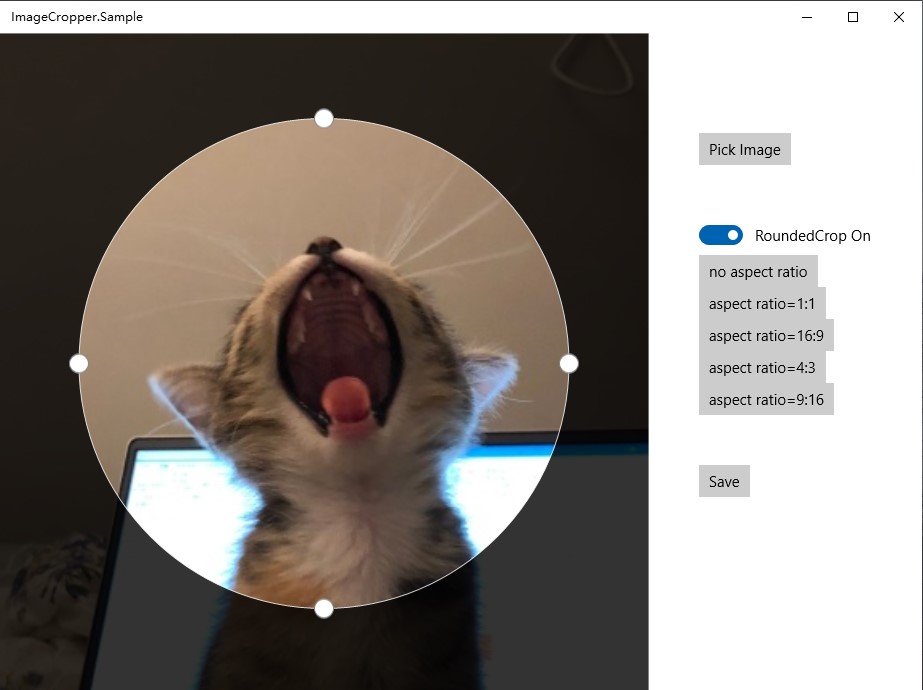 ImageCropper.Sample
Pick Image
RoundedCrop On
no aspect ratio
aspect ratio=1:1
aspect ratio=16:9
aspect ratio=4:3
aspect ratio=9:16
Save